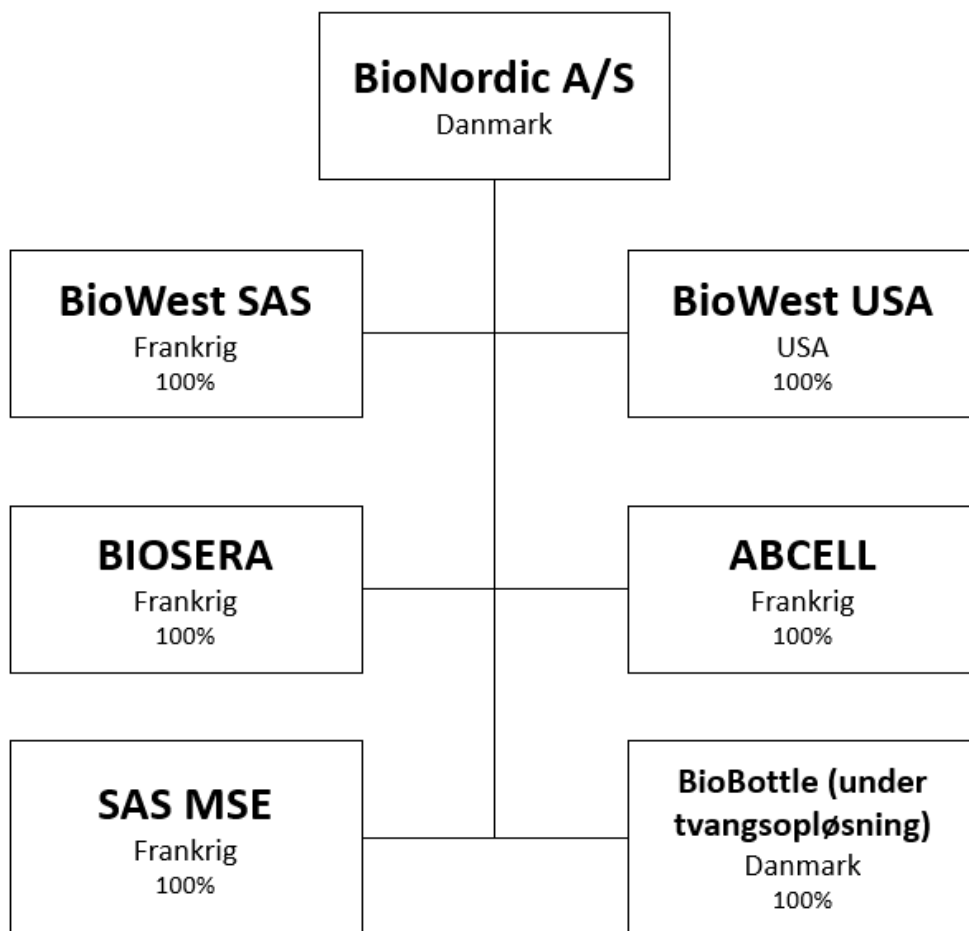 BioNordic A/S
Danmark
BioWest SAS
Frankrig
100%
BioWest USA
USA
100%
BIOSERA
Frankrig
100%
ABCELL
Frankrig
100%
SAS MSE
Frankrig
100%
BioBottle (under
tvangsopløsning)
Danmark
100%